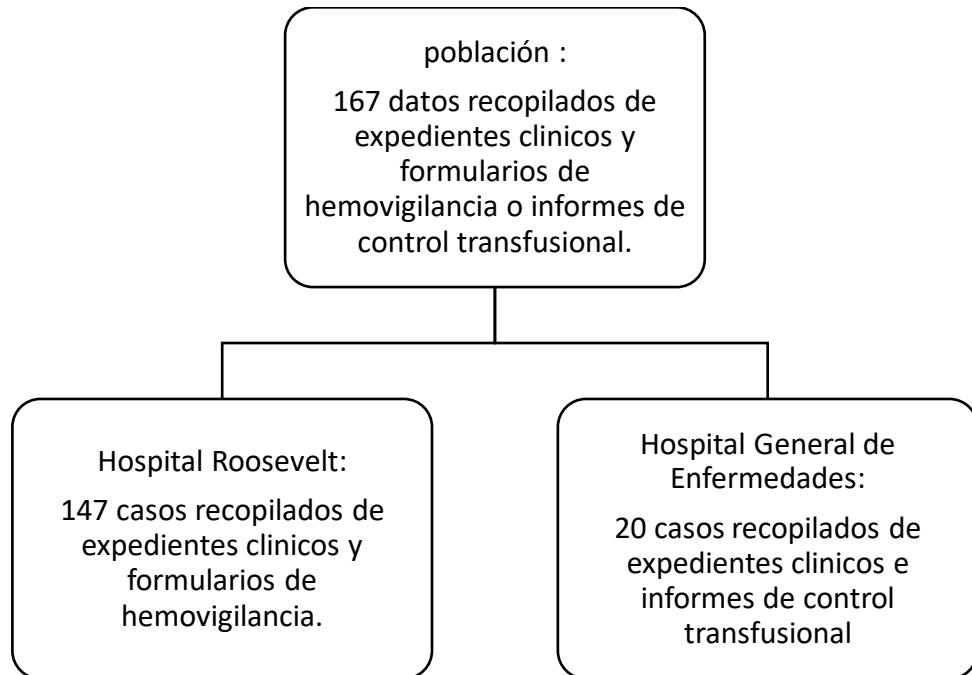 población :
167 datos recopilados de
expedientes clinicos y
formularios de
hemovigilancia o informes de
control transfusional.
Hospital Roosevelt:
147 casos recopilados de
expedientes clinicos y
formularios de
hemovigilancia.
Hospital General de
Enfermedades:
20 casos recopilados de
expedientes clinicos e
informes de control
transfusional